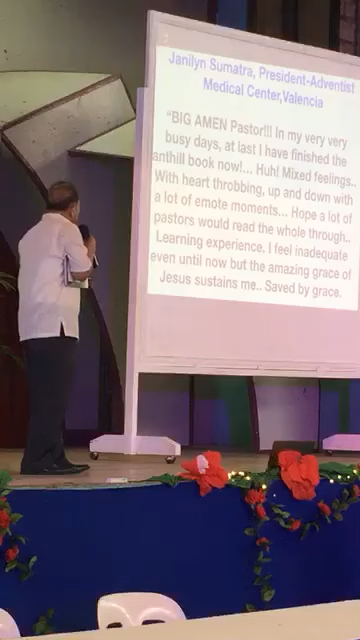 Janilyn Sumatra, President-Adventist
Medical Center,Valencia
"BIG AMEN Pastor!!! In my very very
busy days, at last I have finished the
anthill book now!... Huh! Mixed feelings..
With heart throbbing, up and down with
a lot of emote moments... Hope a lot of
pastors would read the whole through..
Learning experience. I feel inadequate
even until now but the amazing grace of
Jesus sustains me.. Saved by grace.